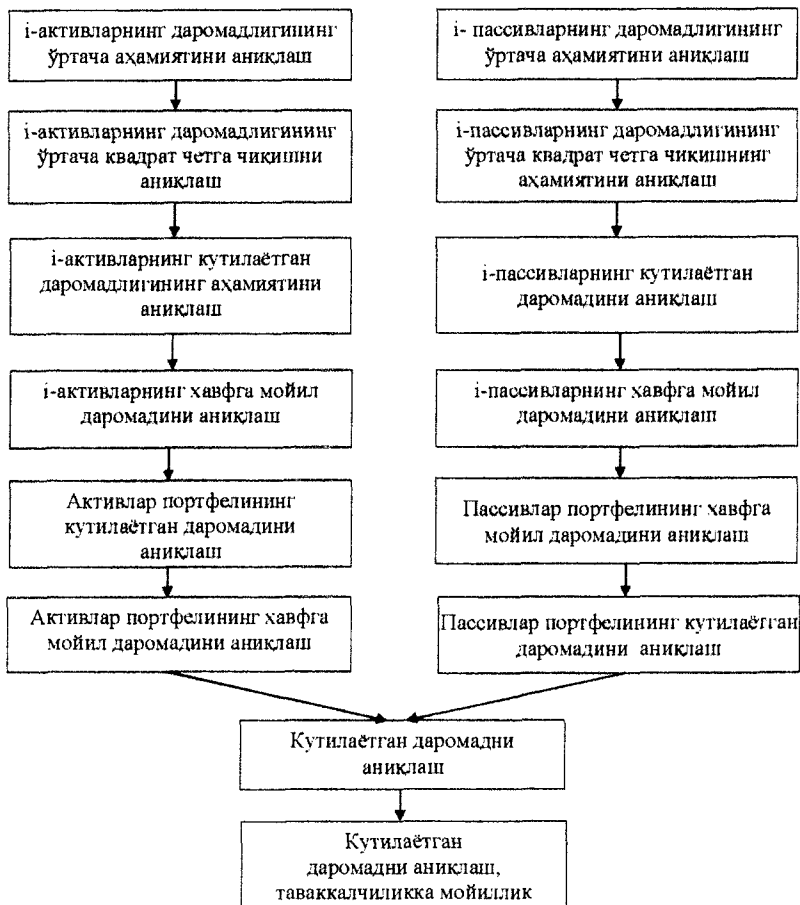 i-активларнинг даромадлигининг
ўртача аҳамиятини аниқлаш
i-активларнинг даромадлигининг
ўртача квадрат четга чиқишни
аниқлаш
i-активларнинг кутилаётган
даромадлигининг аҳамиятини
аниқлаш
i-активларнинг хавфга мойил
даромадини аниқлаш
Активлар портфелининг
кутилаётган даромадини
аниқлаш
Активлар портфелининг хавфга
мойил даромадини аниқлаш
i- пассивларнинг даромадлигининг
ўртача аҳамиятини аниқлаш
i-пассивларнинг даромадлигининг
ўртача квадрат четга чиқишнинг
аҳамиятини аниқлаш
i-пассивларнинг кутилаётган
даромадини аниқлаш
i-пассивларнинг хавфга мойил
даромадини аниқлаш
Пассивлар портфелининг хавфга
мойил даромадини аниқлаш
Пассивлар портфелининг кутилаётган
даромадини аниқлаш
Кутилаётган даромадни
аниқлаш
Кутилаётган
даромадни аниқлаш,
таваккалчиликка мойиллик